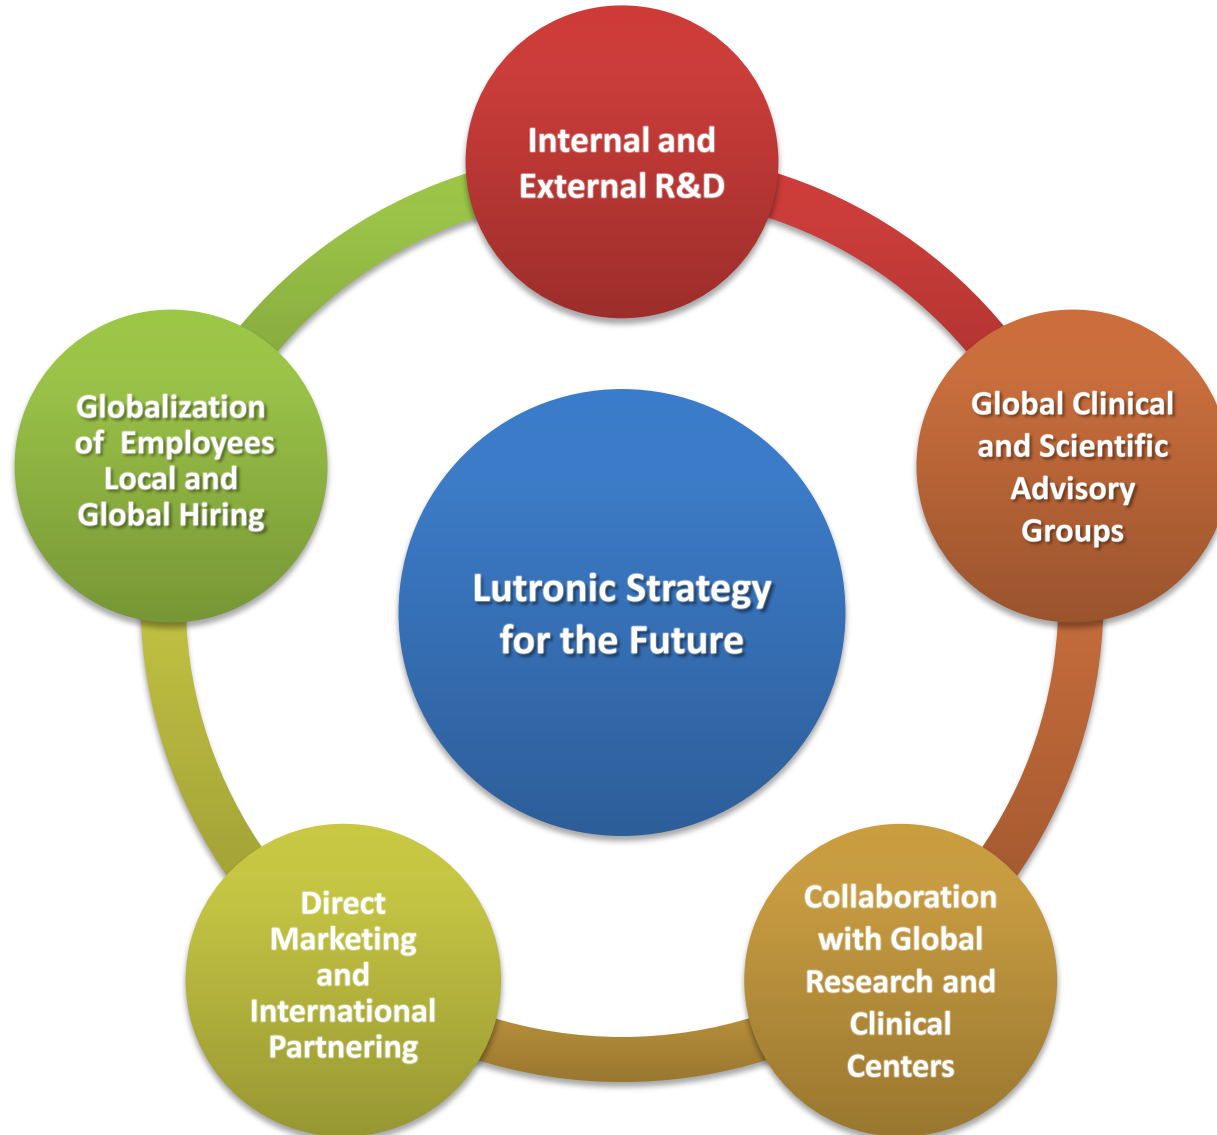 Internal and
External R&D
Global Clinical
and Scientific
Advisory
Groups
Collaboration
with Global
Research and
Clinical
Centers
Direct
Marketing
and
International
Partnering
Globalization
of  Employees
Local and
Global Hiring
Lutronic Strategy
for the Future